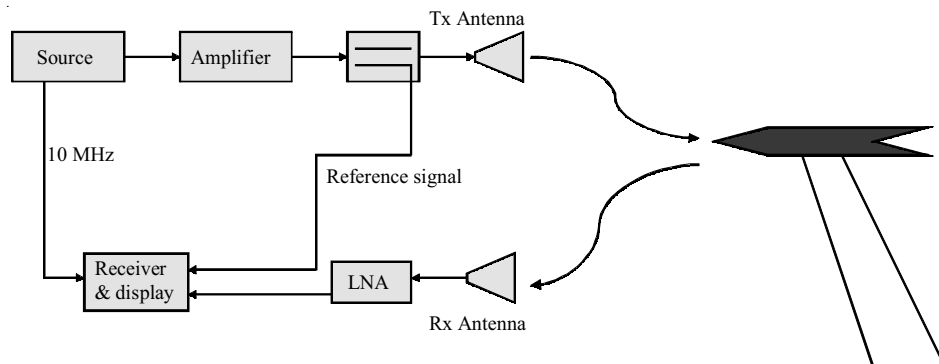 Tx Antenna
Source
Amplifier
10 MHz
Reference signal
Receiver
& display
LNA
Rx Antenna